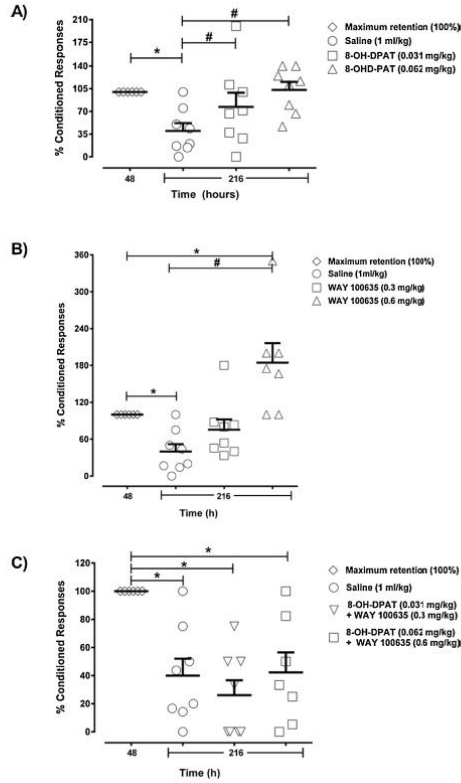 A)
◇ Maximum retention (100%)
○ Saline (1 ml/kg)
□ 8-OH-DPAT (0.031 mg/kg)
△ 8-OHD-PAT (0.062 mg/kg)
#
* #
% Conditioned Responses
210
175
140
105
70
35
0
48 216
Time (hours)
B)
◇ Maximum retention (100%)
○ Saline (1ml/kg)
□ WAY 100635 (0.3 mg/kg)
△ WAY 100635 (0.6 mg/kg)
*
#
*
% Conditioned Responses
360
300
240
180
120
60
0
48 216
Time (h)
C)
◇ Maximum retention (100%)
○ Saline (1 ml/kg)
▽ 8-OH-DPAT (0.031 mg/kg)
+ WAY 100635 (0.3 mg/kg)
□ 8-OH-DPAT (0.062 mg/kg)
+ WAY 100635 (0.6 mg/kg)
*
*
*
% Conditioned Responses
120
100
80
60
40
20
0
48 216
Time (h)